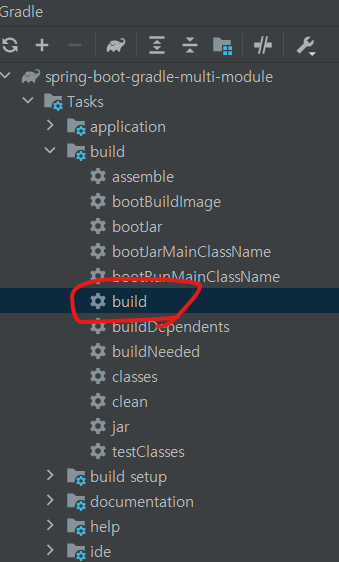 Gradle
spring-boot-gradle-multi-module
Tasks
application
build
assemble
bootBuildImage
bootJar
bootJarMainClassName
bootRunMainClassName
build
buildDependents
buildNeeded
classes
clean
jar
testClasses
build setup
documentation
help
ide